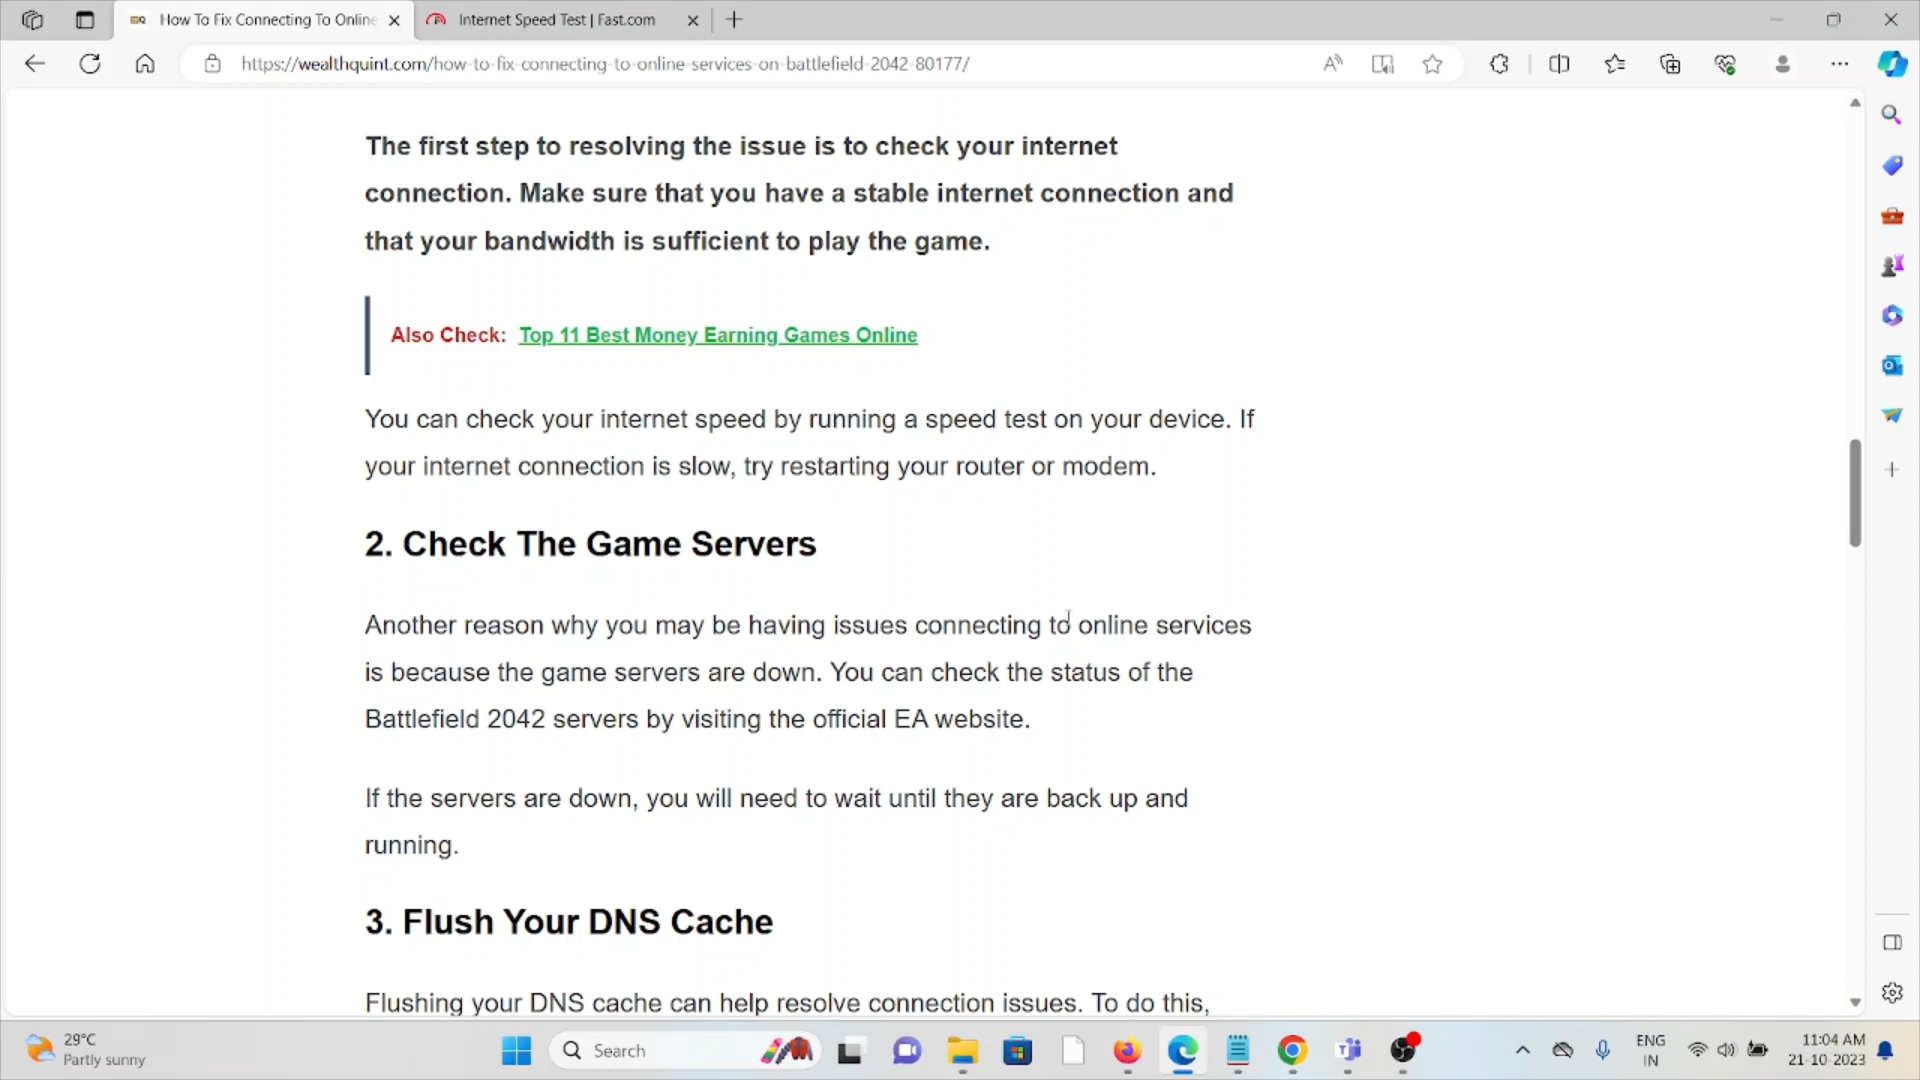 How To Fix Connecting To Online
Internet Speed Test | Fast.com
https://wealthquint.com/how-to-fix-connecting-to-online-services-on-battlefield-2042-80177/
The first step to resolving the issue is to check your internet
connection. Make sure that you have a stable internet connection and
that your bandwidth is sufficient to play the game.
Also Check: Top 11 Best Money Earning Games Online
You can check your internet speed by running a speed test on your device. If
your internet connection is slow, try restarting your router or modem.
2. Check The Game Servers
Another reason why you may be having issues connecting to online services
is because the game servers are down. You can check the status of the
Battlefield 2042 servers by visiting the official EA website.
If the servers are down, you will need to wait until they are back up and
running.
3. Flush Your DNS Cache
Flushing your DNS cache can help resolve connection issues. To do this,
29°C
Partly sunny
Search
ENG
IN
11:04 AM
21-10-2023